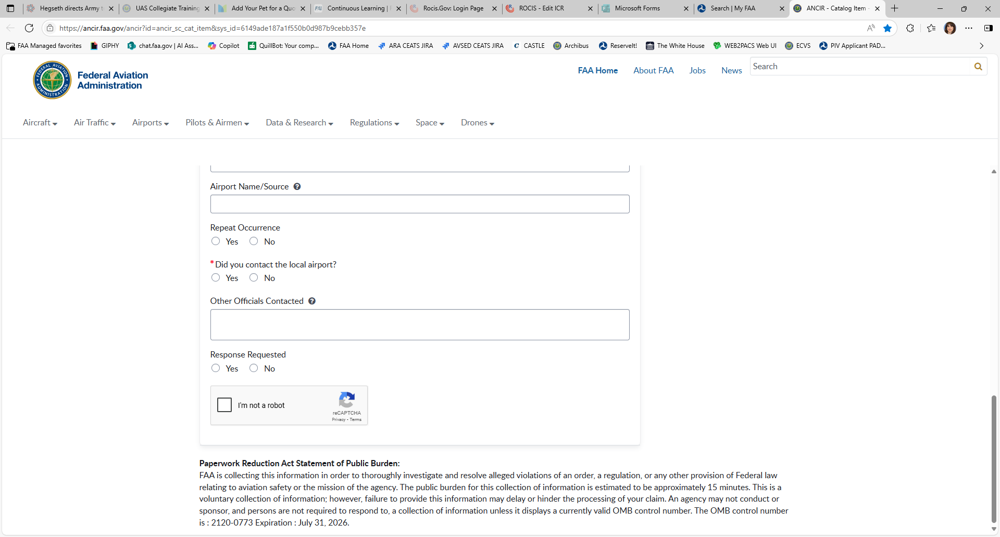 Hegseth directs Army t
UAS Collegiate Training
Add Your Pet for a Quo
Continuous Learning | F
Rocis.Gov: Login Page
ROCIS - Edit ICR
Microsoft Forms
Search | My FAA
ANCIR - Catalog Item -
https://ancir.faa.gov/ancir?id=ancir_sc_cat_item&sys_id=6149ade187a1f550b0d987b9cebb357e
FAA Managed favorites
GIPHY
chat.faa.gov | AI Ass...
Copilot
QuillBot: Your comp...
FAA Home
ARA CEATS JIRA
AVSED CEATS JIRA
CASTLE
Archibus
ReserveIt!
The White House
WEB2PACS Web UI
ECVS
PIV Applicant PAD...
FEDERAL AVIATION ADMINISTRATION
Federal Aviation
Administration
FAA Home
About FAA
Jobs
News
Search
Aircraft
Air Traffic
Airports
Pilots & Airmen
Data & Research
Regulations
Space
Drones
Airport Name/Source
Repeat Occurrence
Yes No
*Did you contact the local airport?
Yes No
Other Officials Contacted
Response Requested
Yes No
I'm not a robot
reCAPTCHA
Privacy - Terms
Paperwork Reduction Act Statement of Public Burden:
FAA is collecting this information in order to thoroughly investigate and resolve alleged violations of an order, a regulation, or any other provision of Federal law
relating to aviation safety or the mission of the agency. The public burden for this collection of information is estimated to be approximately 15 minutes. This is a
voluntary collection of information; however, failure to provide this information may delay or hinder the processing of your claim. An agency may not conduct or
sponsor, and persons are not required to respond to, a collection of information unless it displays a currently valid OMB control number. The OMB control number
is : 2120-0773 Expiration : July 31, 2026.